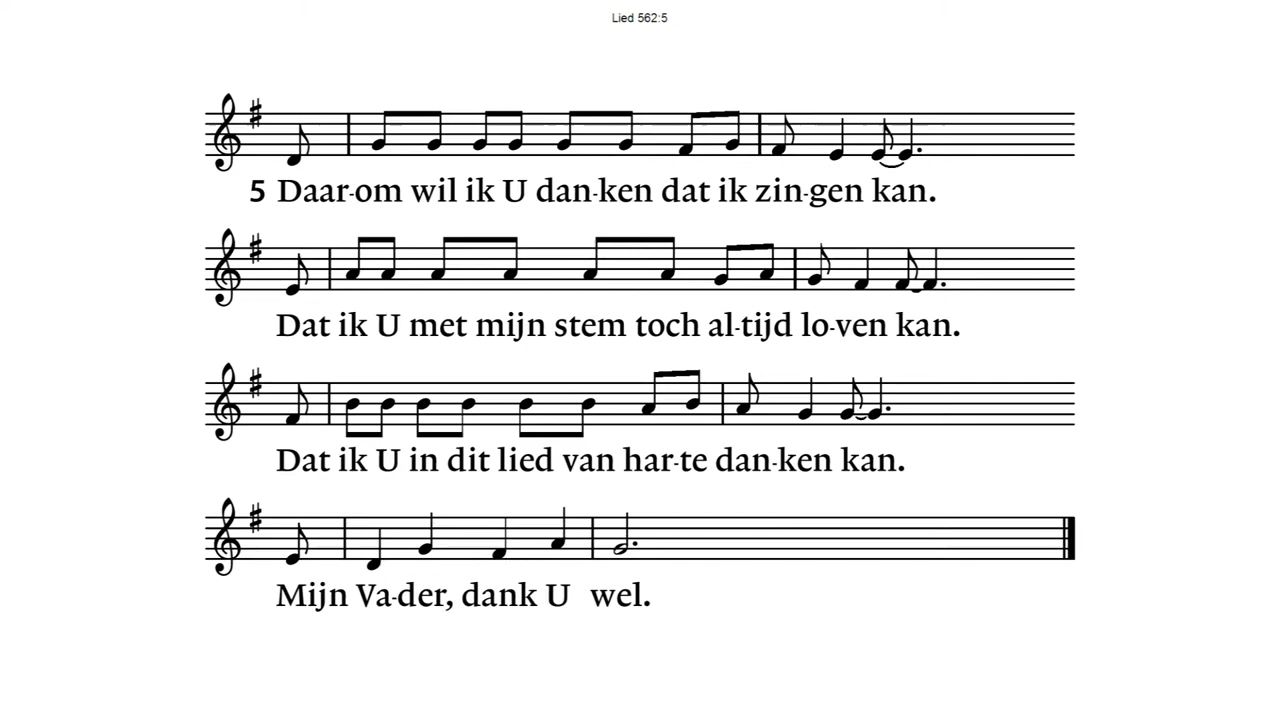 Lied 562:5
5 Daar-om wil ik U dan-ken dat ik zin-gen kan.
Dat ik U met mijn stem toch al-tijd lo-ven kan.
Dat ik U in dit lied van har-te dan-ken kan.
Mijn Va-der, dank U wel.